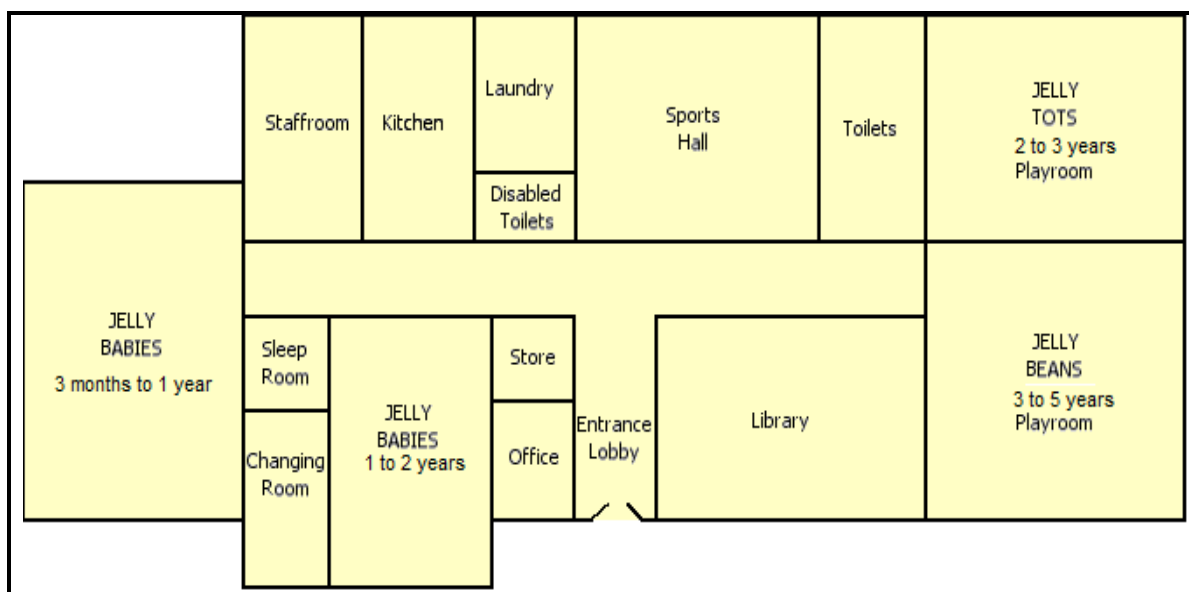 Staffroom
Kitchen
Laundry
Disabled
Toilets
Sports
Hall
Toilets
JELLY
TOTS
2 to 3 years
Playroom
JELLY
BABIES
3 months to 1 year
Sleep
Room
Changing
Room
JELLY
BABIES
1 to 2 years
Store
Office
Entrance
Lobby
Library
JELLY
BEANS
3 to 5 years
Playroom